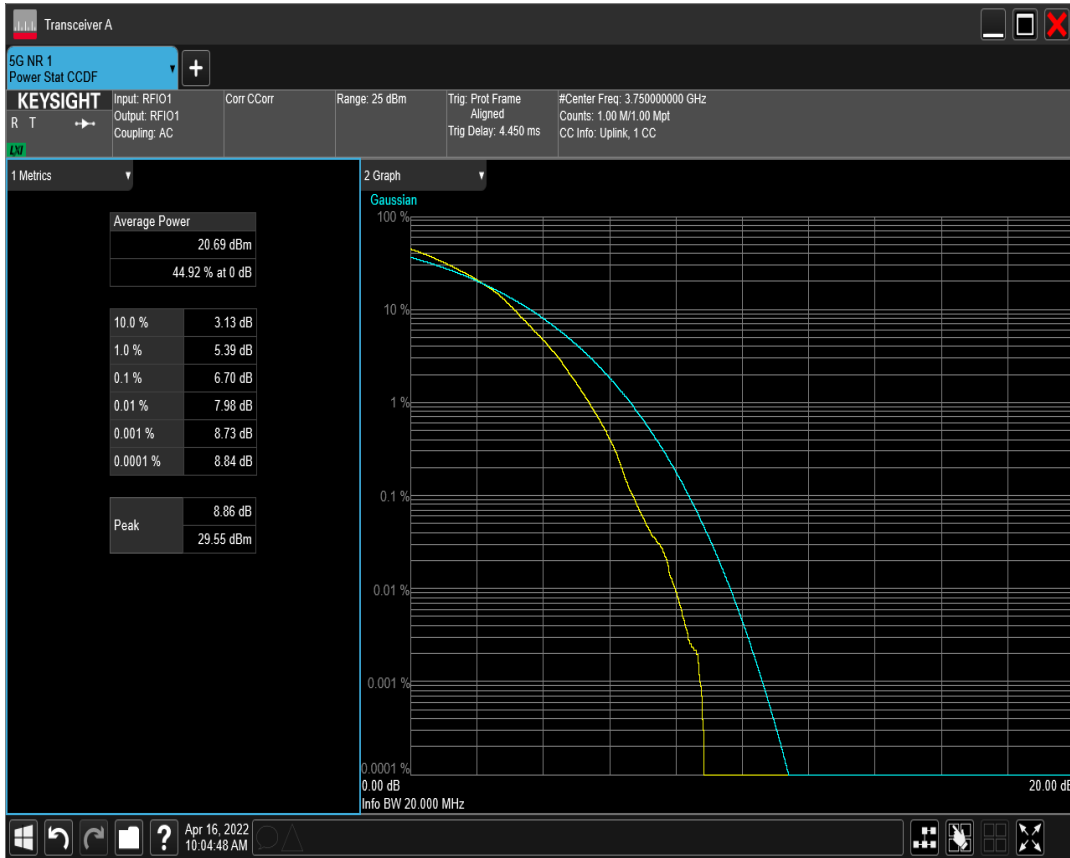 Transceiver A
5G NR 1
Power Stat CCDF
+
KEYSIGHT
R T
LXI
Input: RFIO1
Output: RFIO1
Coupling: AC
Corr CCorr
Range: 25 dBm
Trig: Prot Frame
Aligned
Trig Delay: 4.450 ms
#Center Freq: 3.750000000 GHz
Counts: 1.00 M/1.00 Mpt
CC Info: Uplink, 1 CC
1 Metrics
Average Power
20.69 dBm
44.92 % at 0 dB
10.0 % 3.13 dB
1.0 % 5.39 dB
0.1 % 6.70 dB
0.01 % 7.98 dB
0.001 % 8.73 dB
0.0001 % 8.84 dB
Peak
8.86 dB
29.55 dBm
2 Graph
Gaussian
100 %
10 %
1 %
0.1 %
0.01 %
0.001 %
0.0001 %
0.00 dB 20.00 dB
Info BW 20.000 MHz
?
Apr 16, 2022
10:04:48 AM